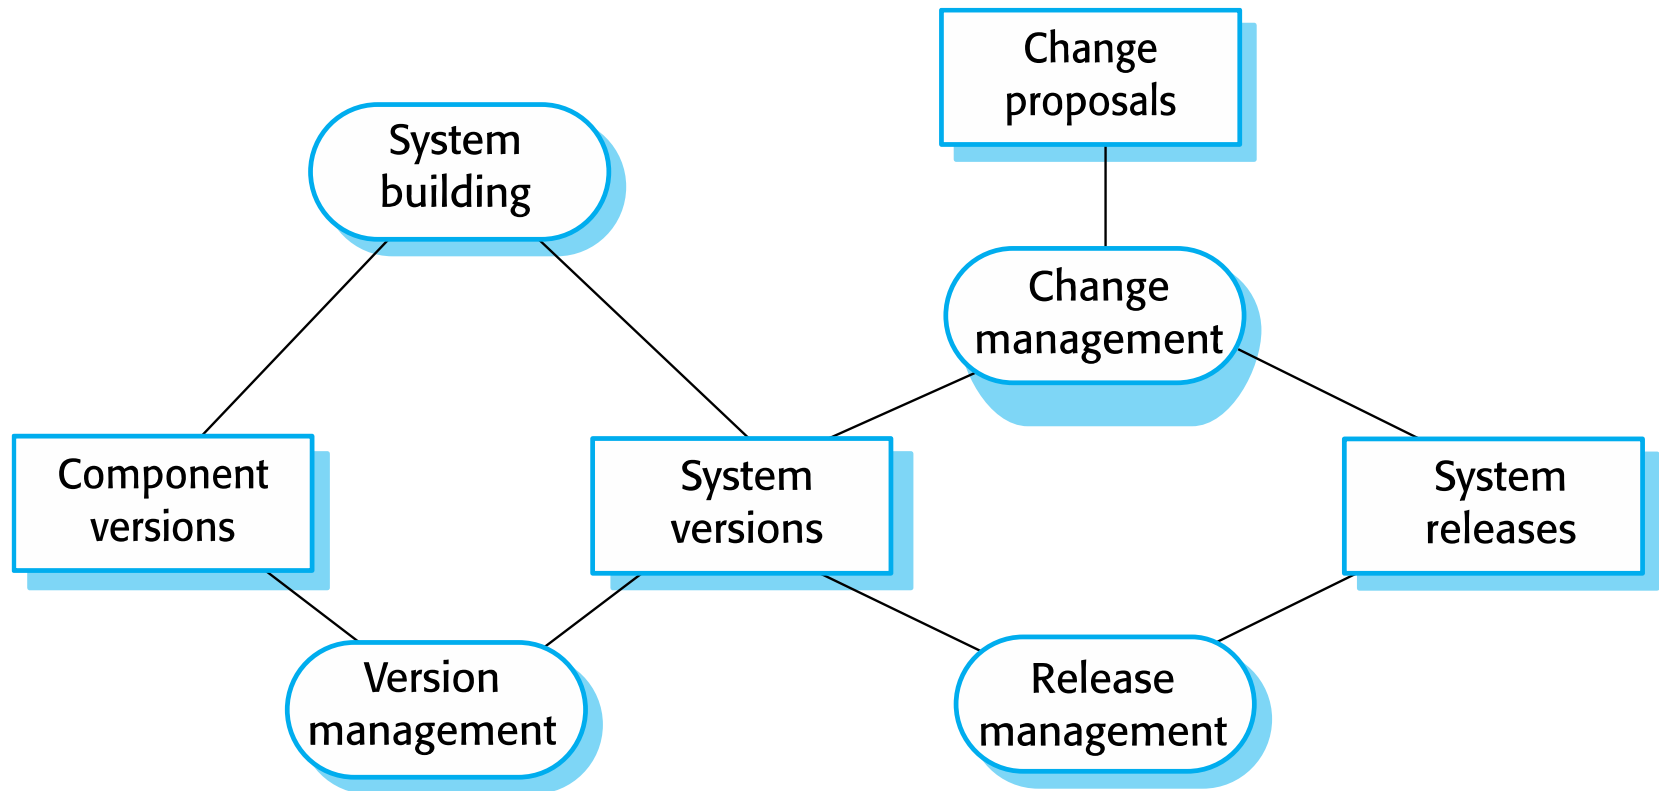 Change
proposals
System
building
Change
management
Component
versions
System
versions
System
releases
Version
management
Release
management